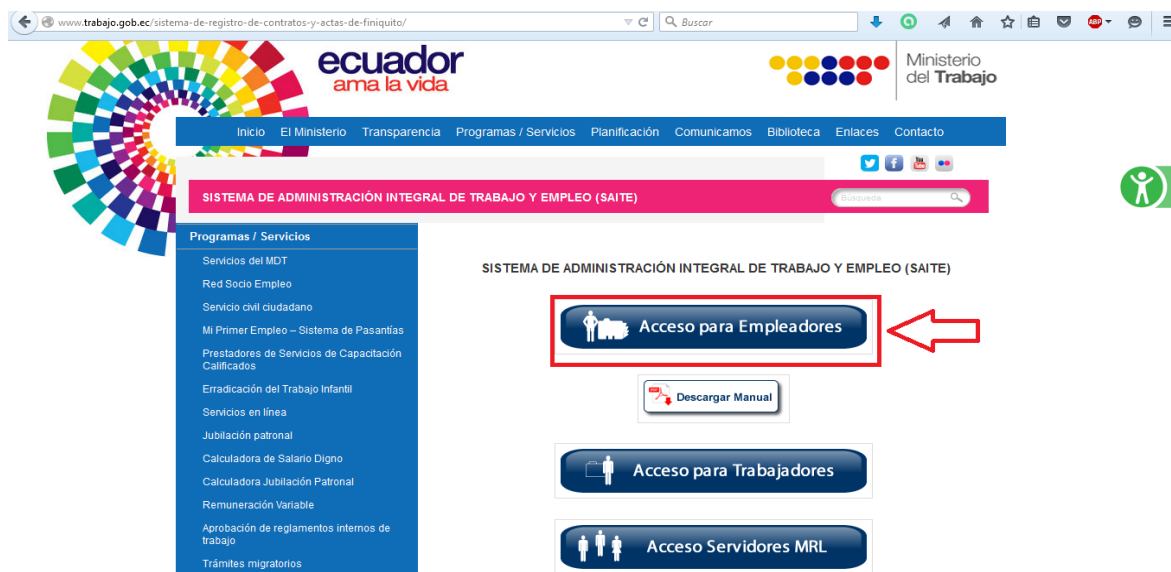 www.trabajo.gob.ec/sistema-de-registro-de-contratos-y-actas-de-finiquito/
Buscar
ABP
ecuador
ama la vida
Ministerio
del Trabajo
Inicio El Ministerio Transparencia Programas / Servicios Planificación Comunicamos Biblioteca Enlaces Contacto
You
Tube
SISTEMA DE ADMINISTRACIÓN INTEGRAL DE TRABAJO Y EMPLEO (SAITE)
Búsqueda
Programas / Servicios
Servicios del MDT
Red Socio Empleo
Servicio civil ciudadano
Mi Primer Empleo – Sistema de Pasantías
Prestadores de Servicios de Capacitación
Calificados
Erradicación del Trabajo Infantil
Servicios en línea
Jubilación patronal
Calculadora de Salario Digno
Calculadora Jubilación Patronal
Remuneración Variable
Aprobación de reglamentos internos de
trabajo
Trámites migratorios
SISTEMA DE ADMINISTRACIÓN INTEGRAL DE TRABAJO Y EMPLEO (SAITE)
Acceso para Empleadores
PDF
Descargar Manual
Acceso para Trabajadores
Acceso Servidores MRL